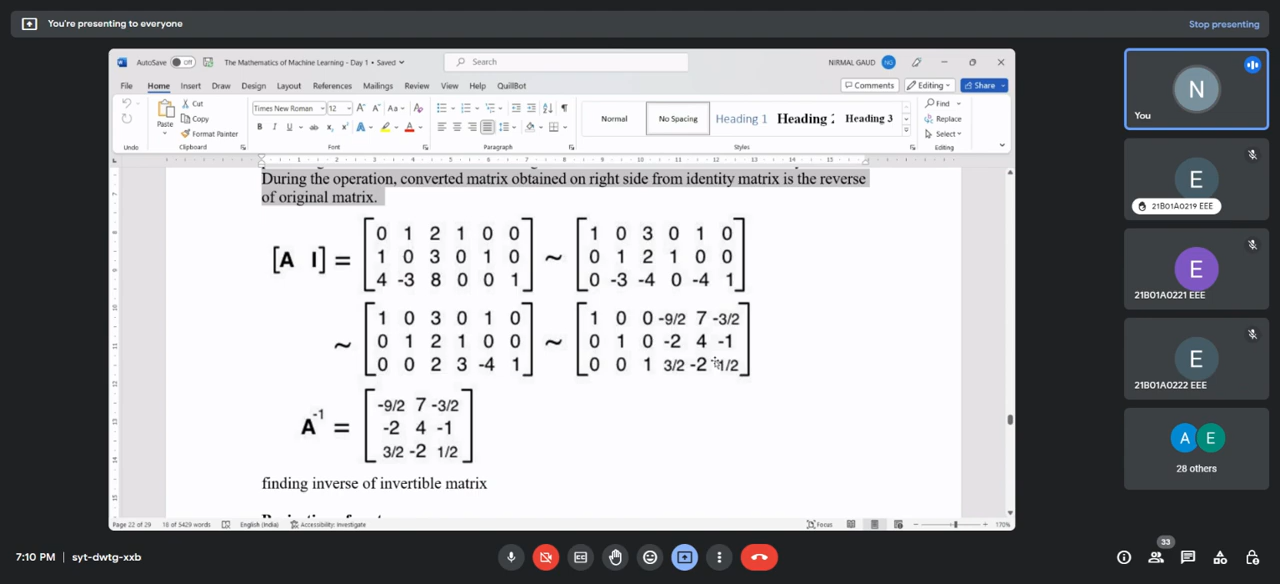 You're presenting to everyone
Stop presenting
AutoSave Off The Mathematics of Machine Learning - Day 1 • Saved
Search
NIRMAL GAUD NG
File Home Insert Draw Design Layout References Mailings Review View Help QuillBot
Comments Editing Share
Cut
Copy
Format Painter
Paste
Times New Roman 12
Aa
B I U ab
Normal No Spacing Heading 1 Heading 2 Heading 3
Find
Replace
Select
Undo Clipboard Font Paragraph Styles Editing
During the operation, converted matrix obtained on right side from identity matrix is the reverse
of original matrix.
[A I] =
0 1 2 1 0 0
1 0 3 0 1 0
4 -3 8 0 0 1
~
1 0 3 0 1 0
0 1 2 1 0 0
0 -3 -4 0 -4 1
~
1 0 3 0 1 0
0 1 2 1 0 0
0 0 2 3 -4 1
~
1 0 0 -9/2 7 -3/2
0 1 0 -2 4 -1
0 0 1 3/2 -2 1/2
A⁻¹ =
-9/2 7 -3/2
-2 4 -1
3/2 -2 1/2
finding inverse of invertible matrix
Page 22 of 29 18 of 5429 words English (India) Accessibility: Investigate Focus 170%
N
You
E
21B01A0219 EEE
E
21B01A0221 EEE
E
21B01A0222 EEE
A E
28 others
7:10 PM | syt-dwtg-xxb
33